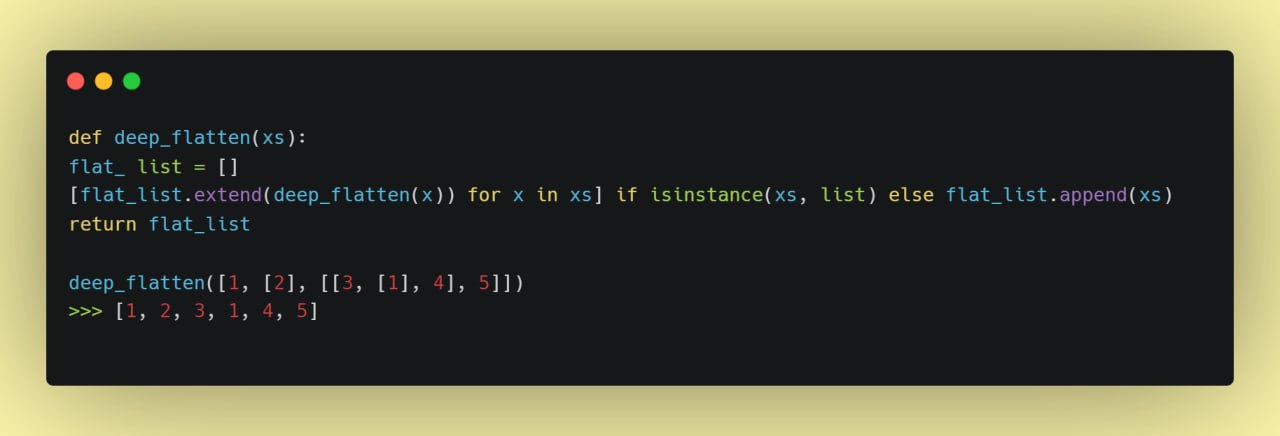 def deep_flatten(xs):
flat_ list = []
[flat_list.extend(deep_flatten(x)) for x in xs] if isinstance(xs, list) else flat_list.append(xs)
return flat_list
deep_flatten([1, [2], [[3, [1], 4], 5]])
>>> [1, 2, 3, 1, 4, 5]